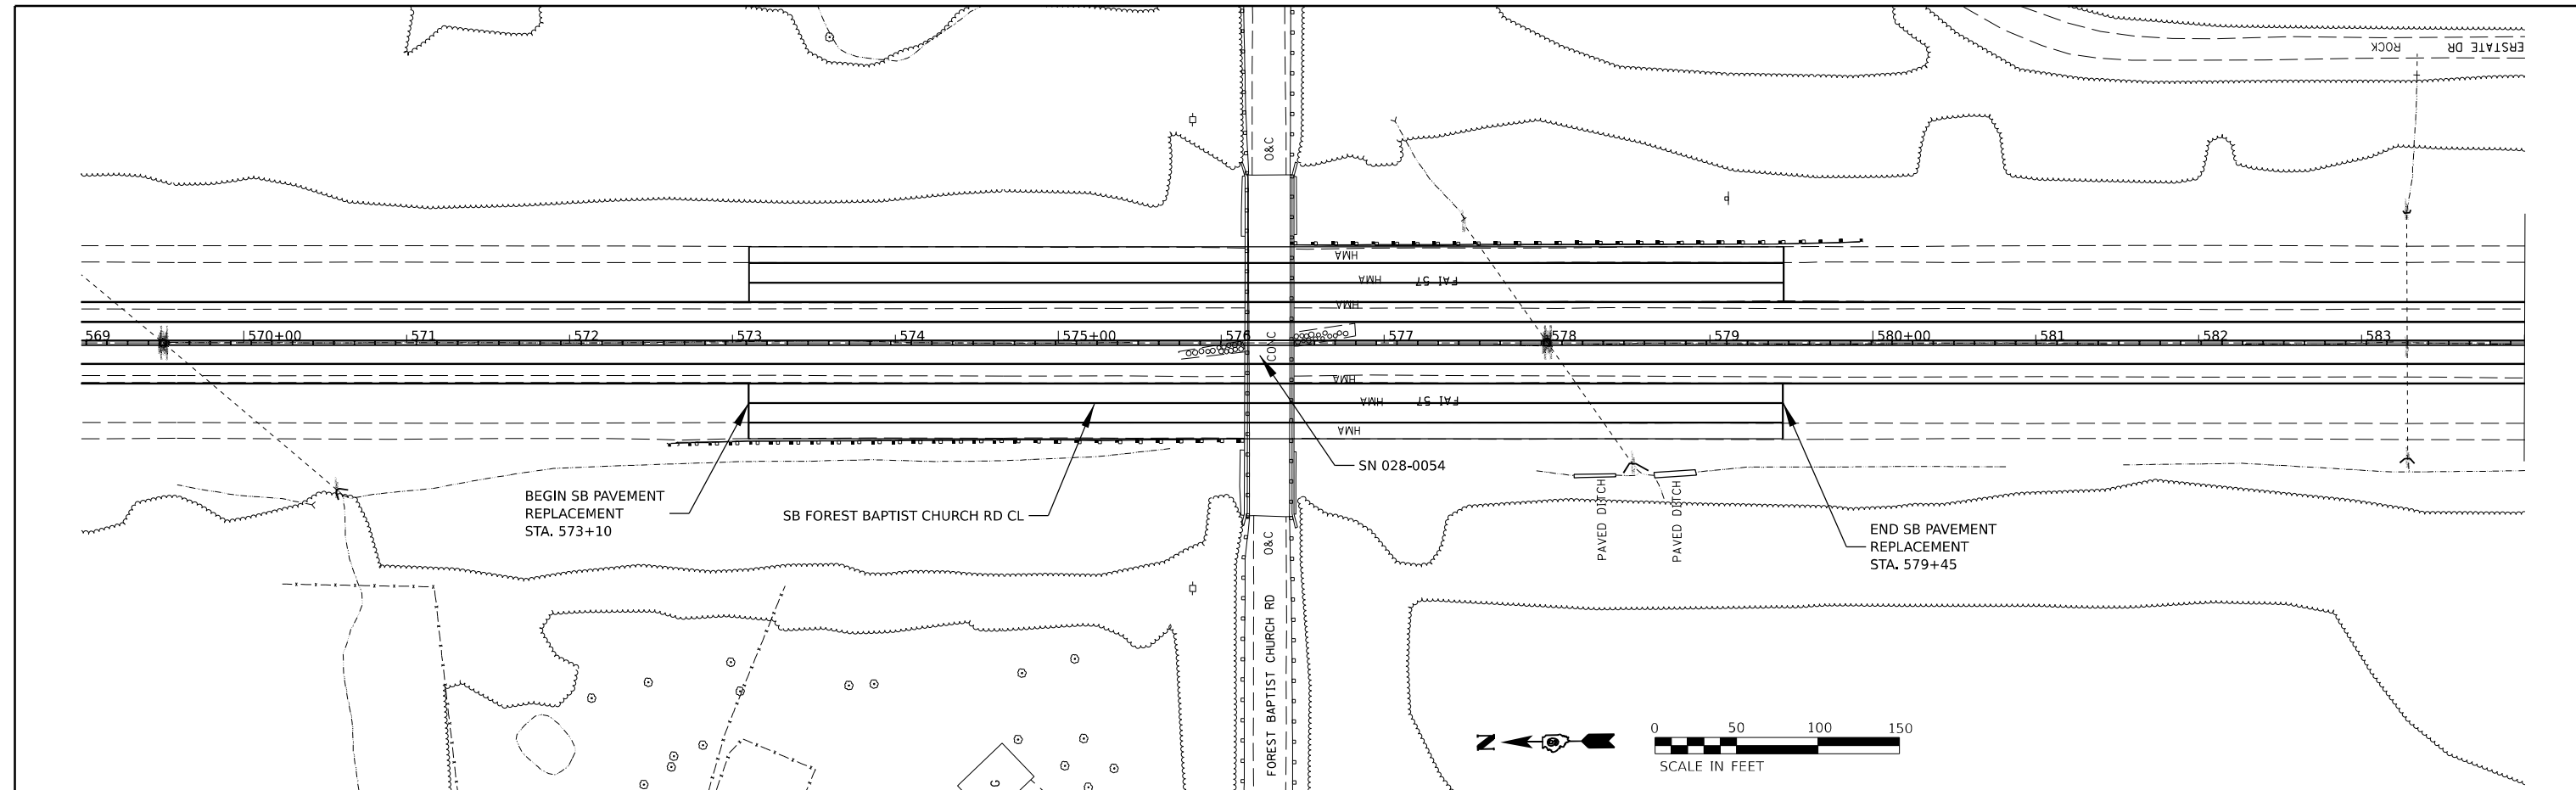 ERSTATE DR
ROCK
O&C
HMA
HMA FAI 57
HMA
569 570+00 571 572 573 574 575+00 576 577 578 579 580+00 581 582 583
CONC
HMA
HMA FAI 57
HMA
SN 028-0054
BEGIN SB PAVEMENT
REPLACEMENT
STA. 573+10
SB FOREST BAPTIST CHURCH RD CL
O&C
PAVED DITCH
PAVED DITCH
END SB PAVEMENT
REPLACEMENT
STA. 579+45
FOREST BAPTIST CHURCH RD
N
0 50 100 150
SCALE IN FEET
G